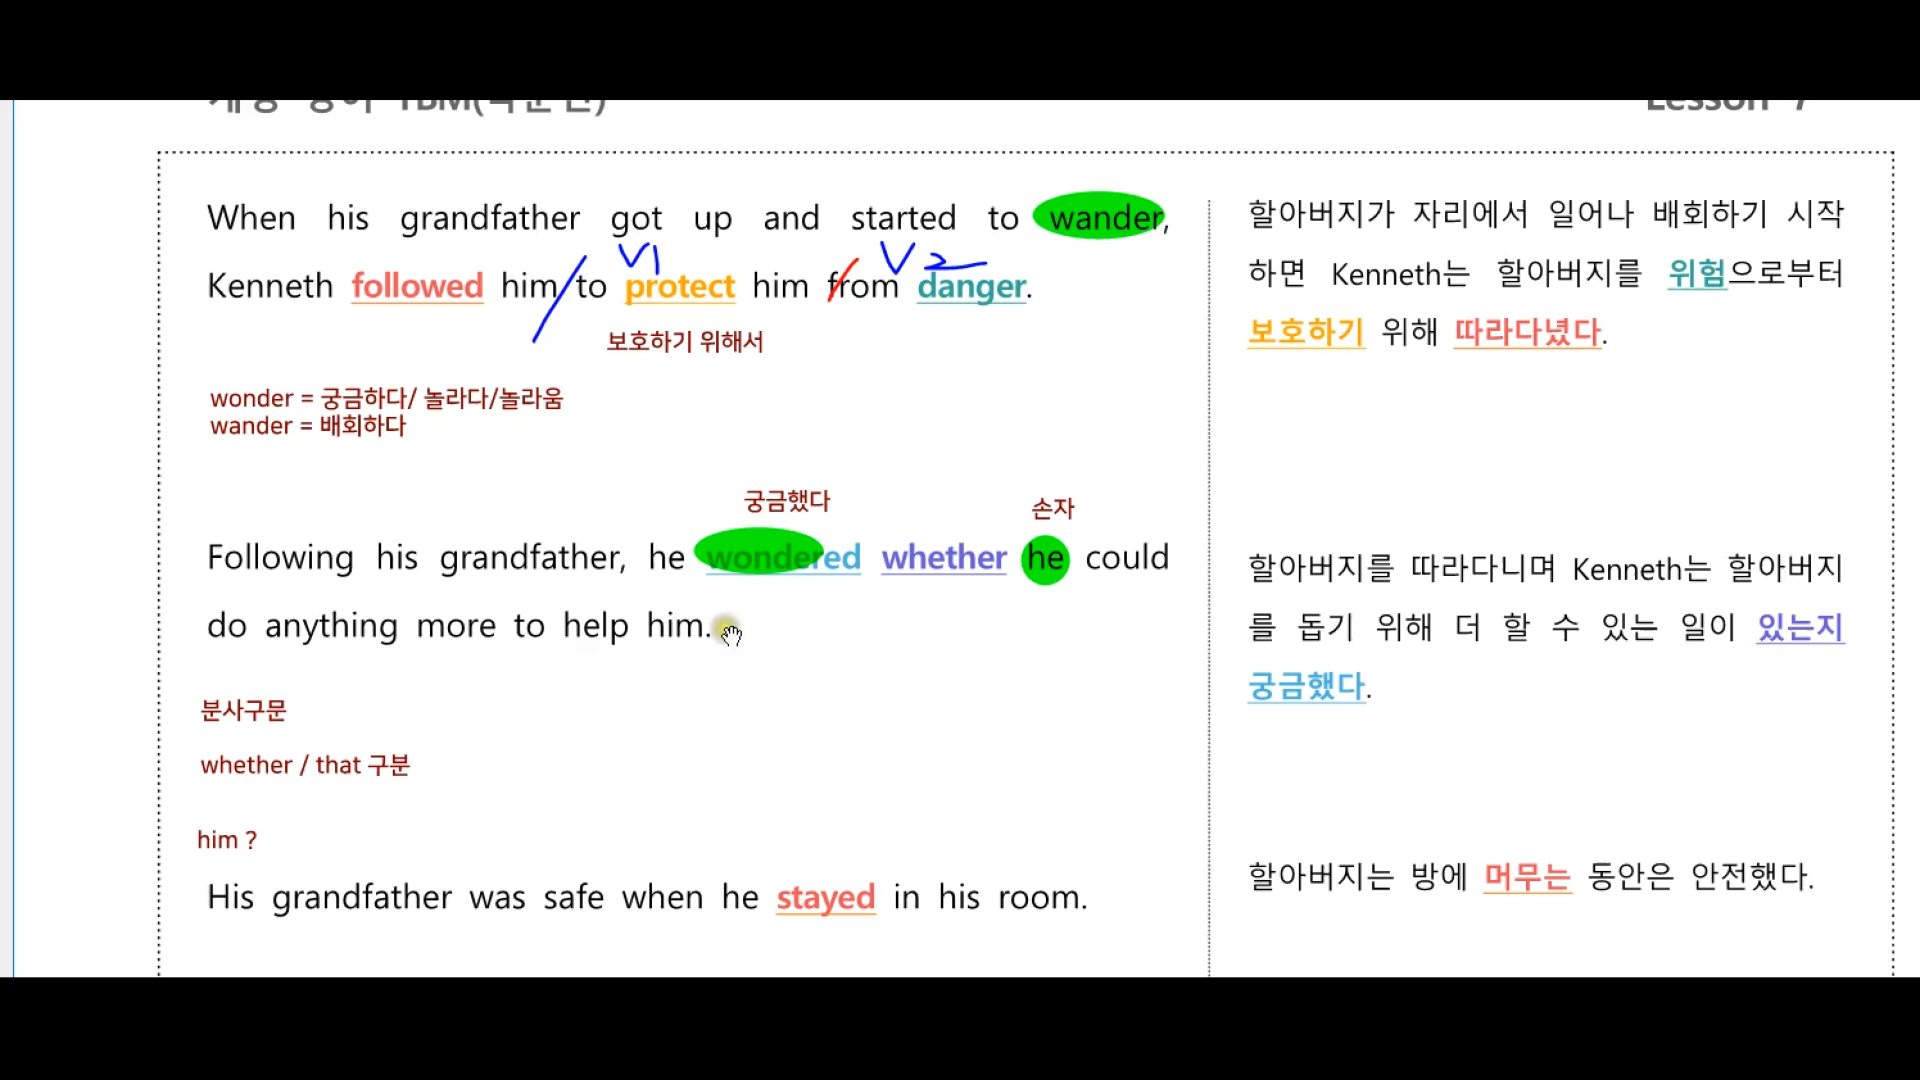 When his grandfather got up and started to wander,
V1 V2
Kenneth followed him to protect him from danger.
보호하기 위해서
wonder = 궁금하다/ 놀라다/놀라움
wander = 배회하다
궁금했다 손자
Following his grandfather, he wondered whether he could
do anything more to help him.
분사구문
whether / that 구분
him ?
His grandfather was safe when he stayed in his room.
할아버지가 자리에서 일어나 배회하기 시작
하면 Kenneth는 할아버지를 위험으로부터
보호하기 위해 따라다녔다.
할아버지를 따라다니며 Kenneth는 할아버지
를 돕기 위해 더 할 수 있는 일이 있는지
궁금했다.
할아버지는 방에 머무는 동안은 안전했다.